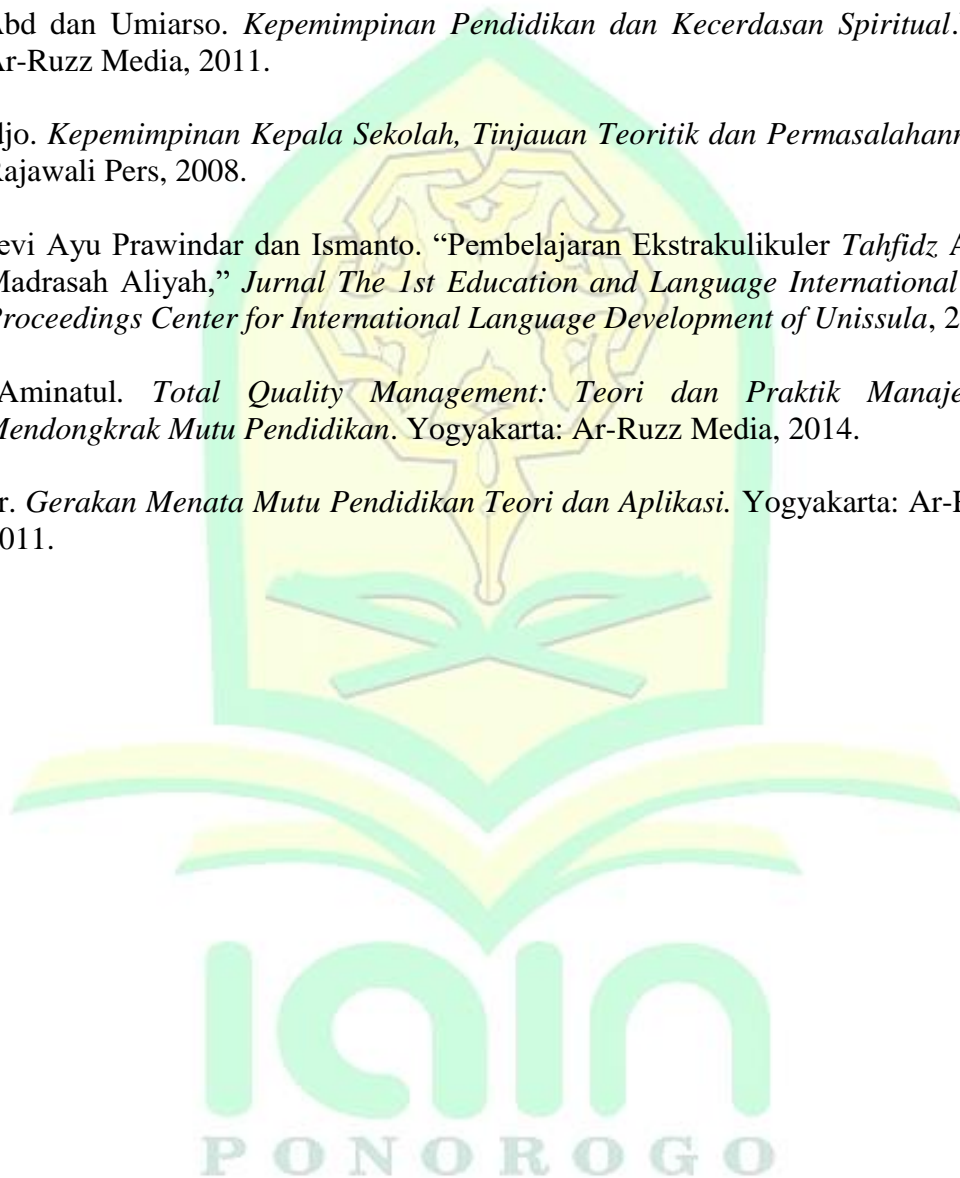 Abd dan Umiarso. Kepemimpinan Pendidikan dan Kecerdasan Spiritual.
Ar-Ruzz Media, 2011.
djo. Kepemimpinan Kepala Sekolah, Tinjauan Teoritik dan Permasalahann
Rajawali Pers, 2008.
evi Ayu Prawindar dan Ismanto. “Pembelajaran Ekstrakulikuler Tahfidz A
Madrasah Aliyah,” Jurnal The 1st Education and Language International
Proceedings Center for International Language Development of Unissula, 2
Aminatul. Total Quality Management: Teori dan Praktik Manaje
Mendongkrak Mutu Pendidikan. Yogyakarta: Ar-Ruzz Media, 2014.
r. Gerakan Menata Mutu Pendidikan Teori dan Aplikasi. Yogyakarta: Ar-R
2011.
iain
PONOROGO